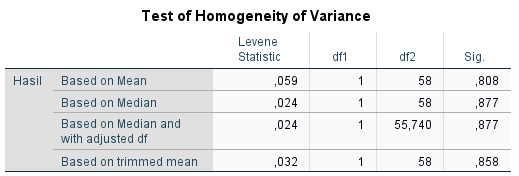 Test of Homogeneity of Variance
Levene
Statistic df1 df2 Sig.
Hasil Based on Mean ,059 1 58 ,808
Based on Median ,024 1 58 ,877
Based on Median and
with adjusted df ,024 1 55,740 ,877
Based on trimmed mean ,032 1 58 ,858